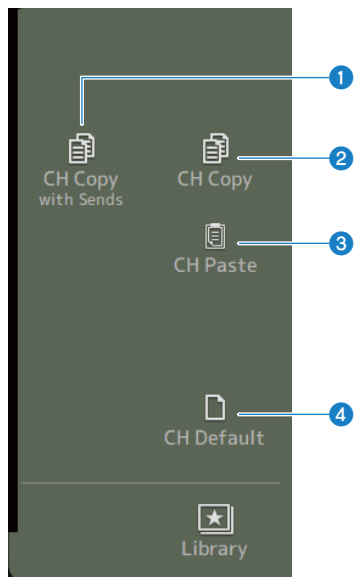 1
CH Copy
with Sends
CH Copy
2
CH Paste
3
CH Default
4
Library